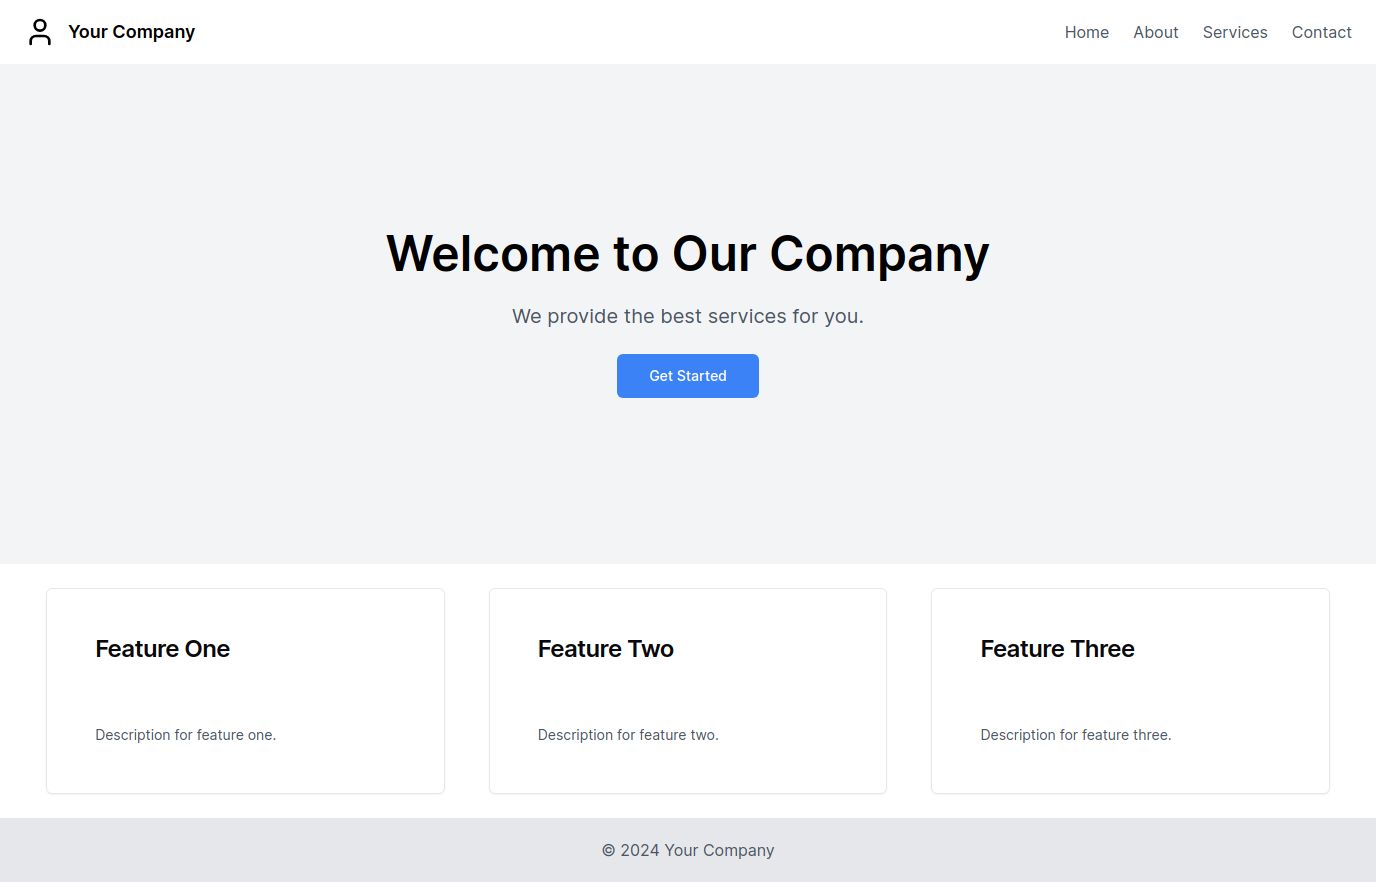 Your Company
Home About Services Contact
Welcome to Our Company
We provide the best services for you.
Get Started
Feature One
Description for feature one.
Feature Two
Description for feature two.
Feature Three
Description for feature three.
© 2024 Your Company